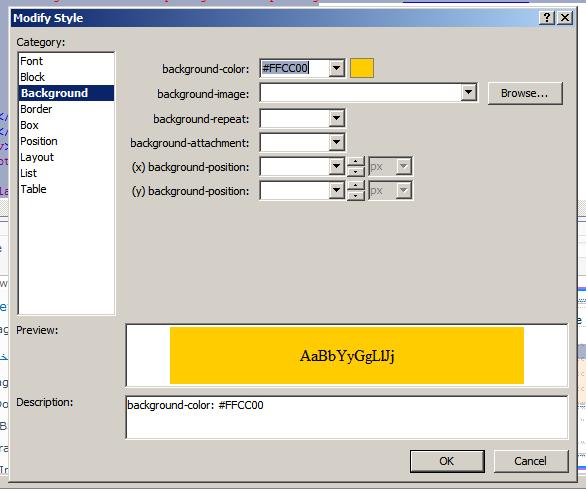 Modify Style
Category:
Font
Block
Background
Border
Box
Position
Layout
List
Table
background-color: #FFCC00
background-image: Browse...
background-repeat:
background-attachment:
(x) background-position: px
(y) background-position: px
Preview:
AaBbYyGgLlJj
Description:
background-color: #FFCC00
OK Cancel